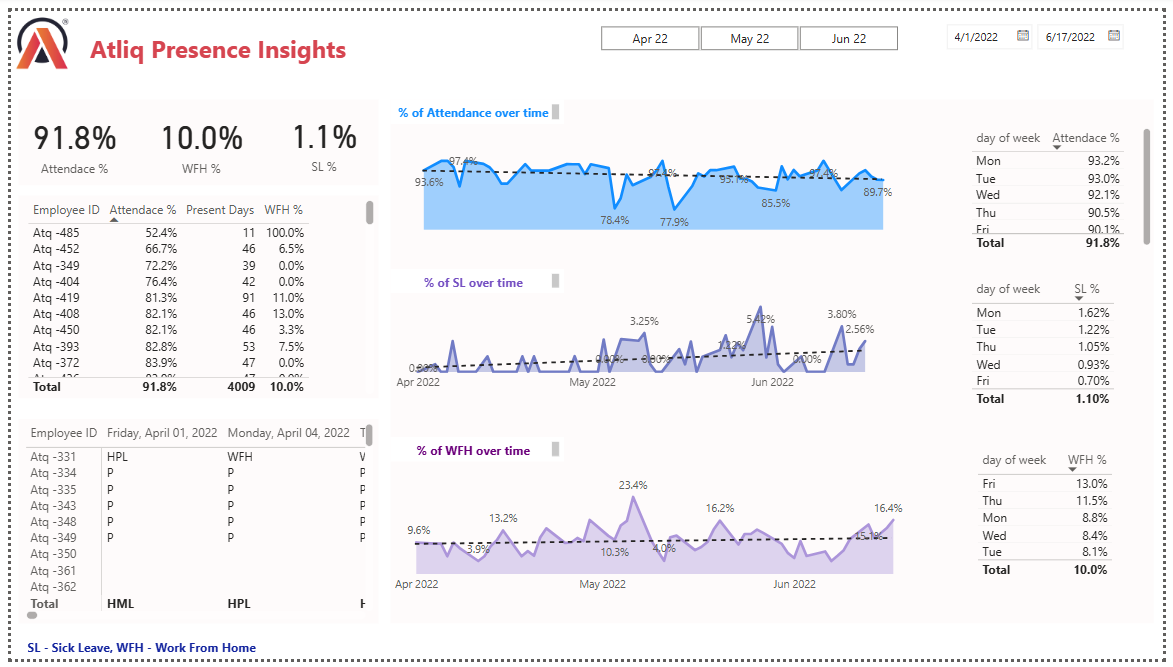 Atliq Presence Insights
Apr 22 May 22 Jun 22
4/1/2022 6/17/2022
91.8% 10.0% 1.1%
Attendace % WFH % SL %
Employee ID Attendace % Present Days WFH %
Atq -485 52.4% 11 100.0%
Atq -452 66.7% 46 6.5%
Atq -349 72.2% 39 0.0%
Atq -404 76.4% 42 0.0%
Atq -419 81.3% 91 11.0%
Atq -408 82.1% 46 13.0%
Atq -450 82.1% 46 3.3%
Atq -393 82.8% 53 7.5%
Atq -372 83.9% 47 0.0%
Total 91.8% 4009 10.0%
Employee ID Friday, April 01, 2022 Monday, April 04, 2022 T
Atq -331 HPL WFH
Atq -334 P P P
Atq -335 P P P
Atq -343 P P P
Atq -348 P P P
Atq -349 P P P
Atq -350
Atq -361
Atq -362
Total HML HPL
% of Attendance over time
97.4%
93.6%
78.4%
77.9%
85.5%
89.7%
% of SL over time
3.25%
5.42%
3.80%
2.56%
1.22%
0.00%
0.00%
Apr 2022 May 2022 Jun 2022
% of WFH over time
9.6%
3.9%
13.2%
23.4%
10.3%
4.0%
16.2%
15.1%
16.4%
Apr 2022 May 2022 Jun 2022
day of week Attendace %
Mon 93.2%
Tue 93.0%
Wed 92.1%
Thu 90.5%
Fri 90.1%
Total 91.8%
day of week SL %
Mon 1.62%
Tue 1.22%
Thu 1.05%
Wed 0.93%
Fri 0.70%
Total 1.10%
day of week WFH %
Fri 13.0%
Thu 11.5%
Mon 8.8%
Wed 8.4%
Tue 8.1%
Total 10.0%
SL - Sick Leave, WFH - Work From Home